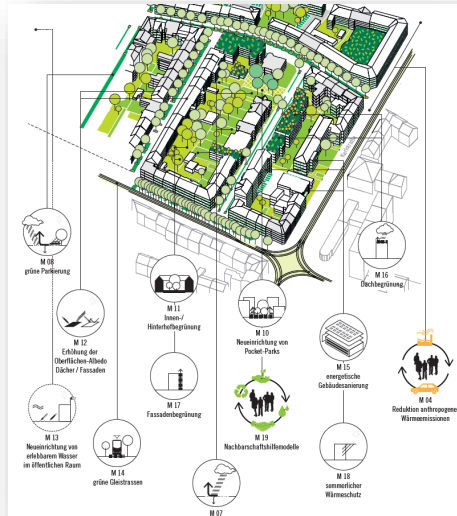 M 08
grüne Parkierung
M 16
Dachbegrünung
M 11
Innen-/
Hinterhofbegrünung
M 10
Neueinrichtung von
Pocket-Parks
M 12
Erhöhung der
Oberflächen-Albedo
Dächer / Fassaden
M 15
energetische
Gebäudesanierung
M 04
Reduktion anthropogene
Wärmeemissionen
M 17
Fassadenbegrünung
M 13
Neueinrichtung von
erlebbarem Wasser
im öffentlichen Raum
M 14
grüne Gleistrassen
M 19
Nachbarschaftshilfemodelle
M 18
sommerlicher
Wärmeschutz
M 07